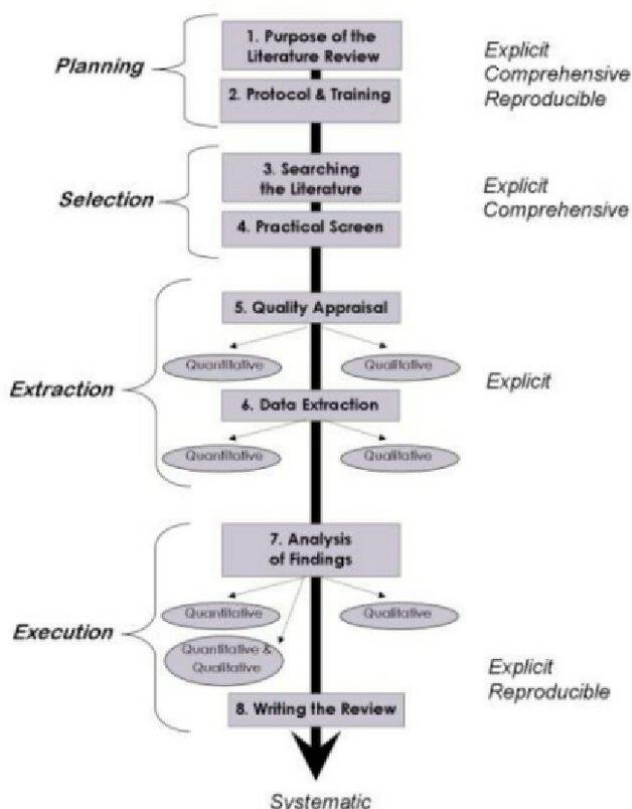 Planning
1. Purpose of the
Literature Review
2. Protocol & Training
Explicit
Comprehensive
Reproducible
Selection
3. Searching
the Literature
4. Practical Screen
Explicit
Comprehensive
Extraction
5. Quality Appraisal
Quantitative
Qualitative
6. Data Extraction
Quantitative
Qualitative
Explicit
Execution
7. Analysis
of Findings
Quantitative
Qualitative
Quantitative &
Qualitative
8. Writing the Review
Explicit
Reproducible
Systematic